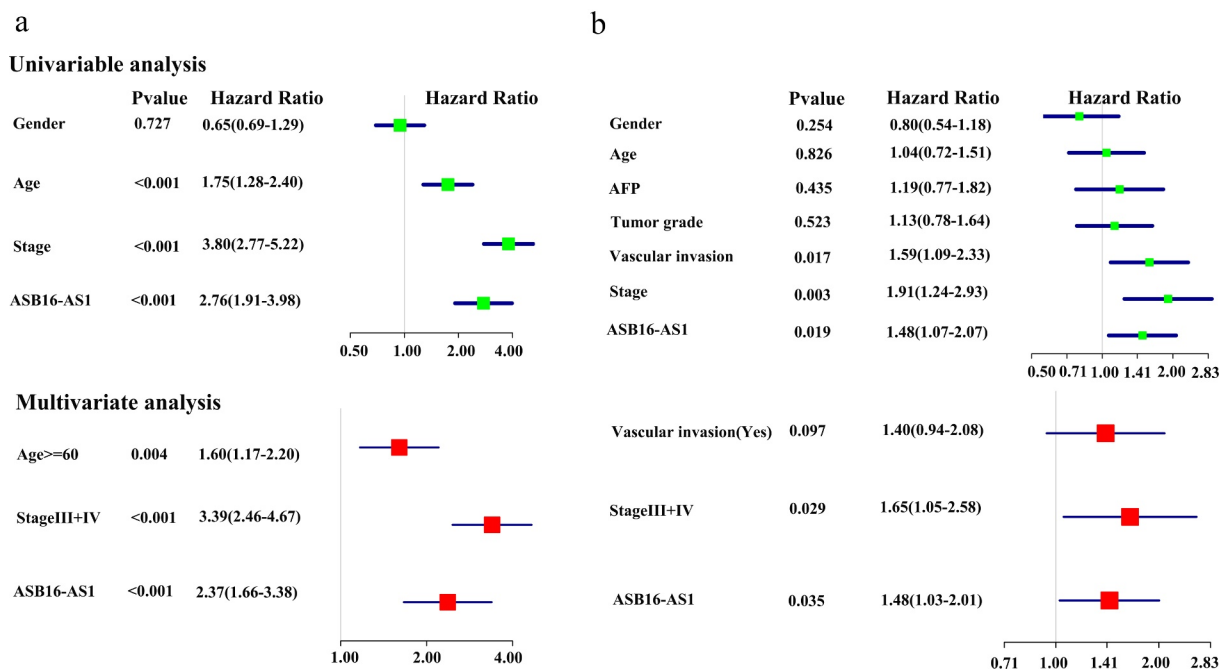 a
Univariable analysis
Pvalue Hazard Ratio Hazard Ratio
Gender 0.727 0.65(0.69-1.29)
Age <0.001 1.75(1.28-2.40)
Stage <0.001 3.80(2.77-5.22)
ASB16-AS1 <0.001 2.76(1.91-3.98)
0.50 1.00 2.00 4.00
Multivariate analysis
Age>=60 0.004 1.60(1.17-2.20)
StageIII+IV <0.001 3.39(2.46-4.67)
ASB16-AS1 <0.001 2.37(1.66-3.38)
1.00 2.00 4.00
b
Pvalue Hazard Ratio Hazard Ratio
Gender 0.254 0.80(0.54-1.18)
Age 0.826 1.04(0.72-1.51)
AFP 0.435 1.19(0.77-1.82)
Tumor grade 0.523 1.13(0.78-1.64)
Vascular invasion 0.017 1.59(1.09-2.33)
Stage 0.003 1.91(1.24-2.93)
ASB16-AS1 0.019 1.48(1.07-2.07)
0.50 0.71 1.00 1.41 2.00 2.83
Vascular invasion(Yes) 0.097 1.40(0.94-2.08)
StageIII+IV 0.029 1.65(1.05-2.58)
ASB16-AS1 0.035 1.48(1.03-2.01)
0.71 1.00 1.41 2.00 2.83